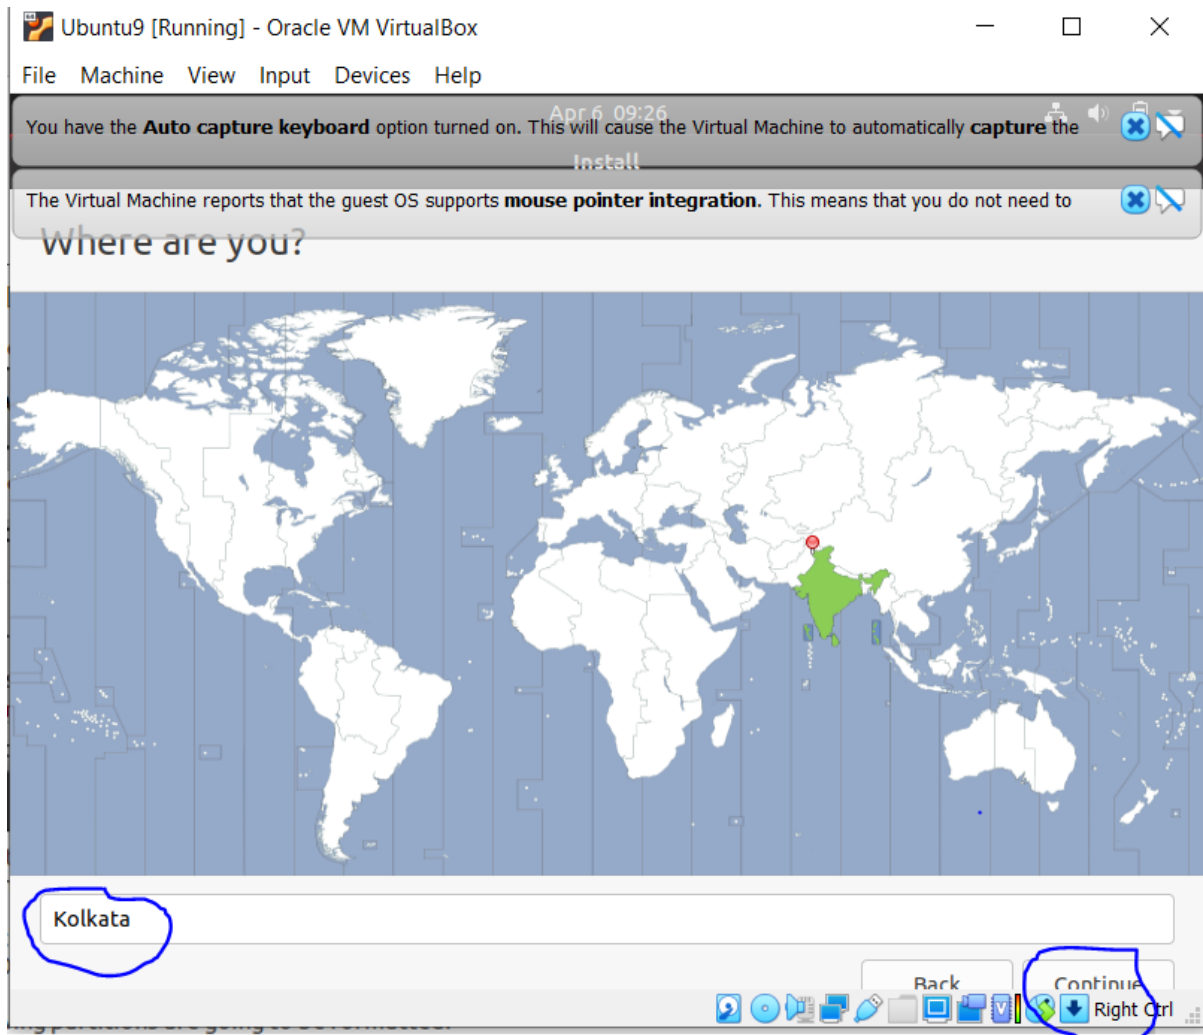 Ubuntu9 [Running] - Oracle VM VirtualBox
File Machine View Input Devices Help
Apr 6 09:26
You have the Auto capture keyboard option turned on. This will cause the Virtual Machine to automatically capture the
Install
The Virtual Machine reports that the guest OS supports mouse pointer integration. This means that you do not need to
Where are you?
Kolkata
Back Continue
Right Ctrl